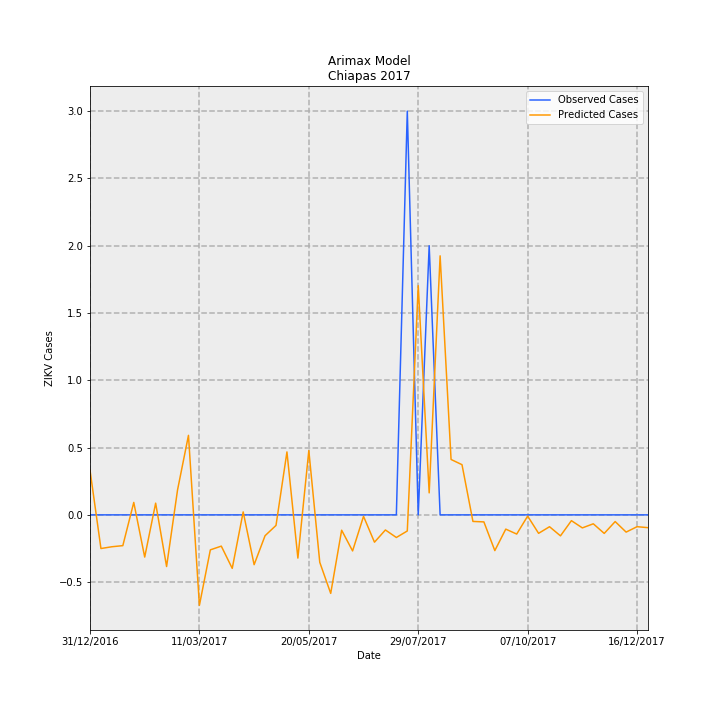 Arimax Model
Chiapas 2017
Observed Cases
Predicted Cases
3.0
2.5
2.0
1.5
1.0
0.5
0.0
−0.5
ZIKV Cases
31/12/2016 11/03/2017 20/05/2017 29/07/2017 07/10/2017 16/12/2017
Date